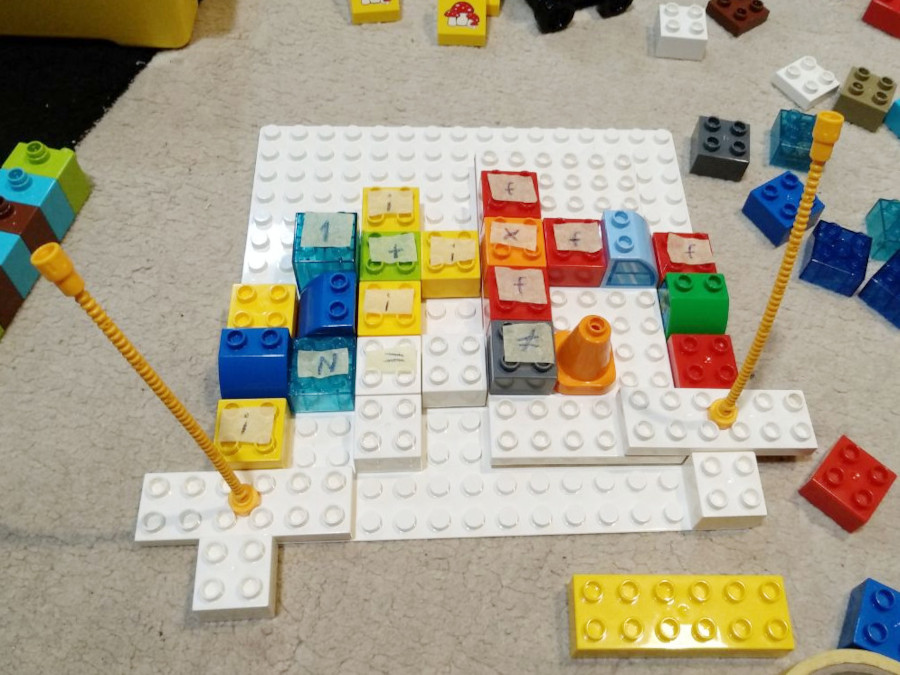 i f
1 + i x f f
i f
N = ≠
i